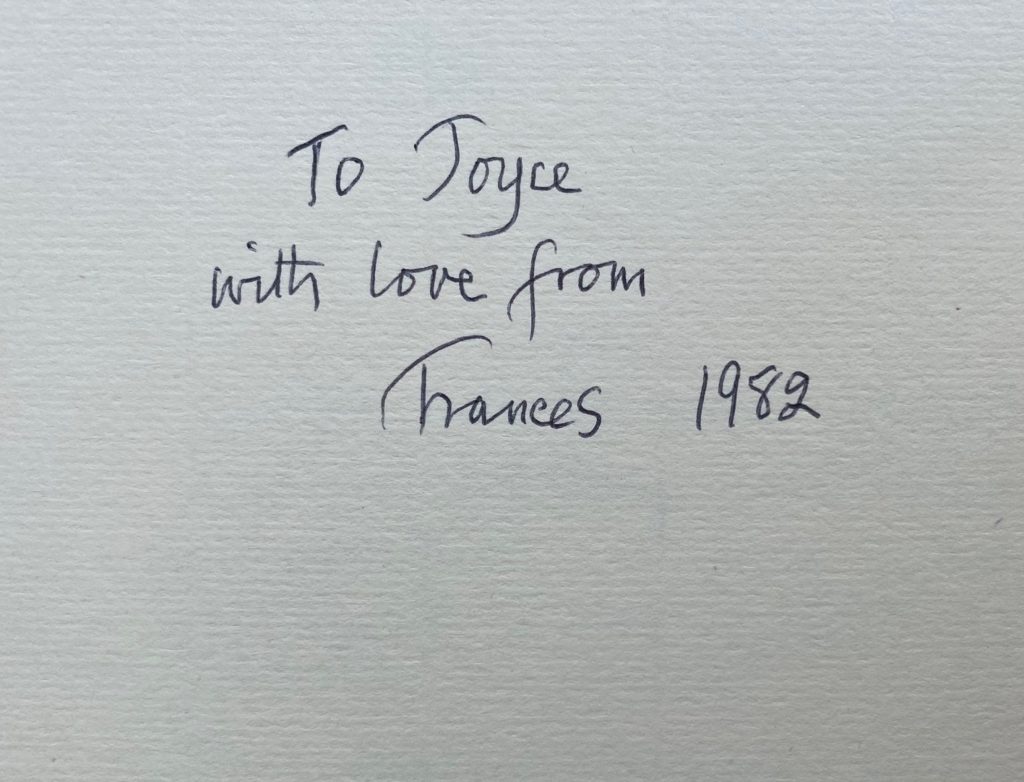 To Joyce
with love from
Frances 1982